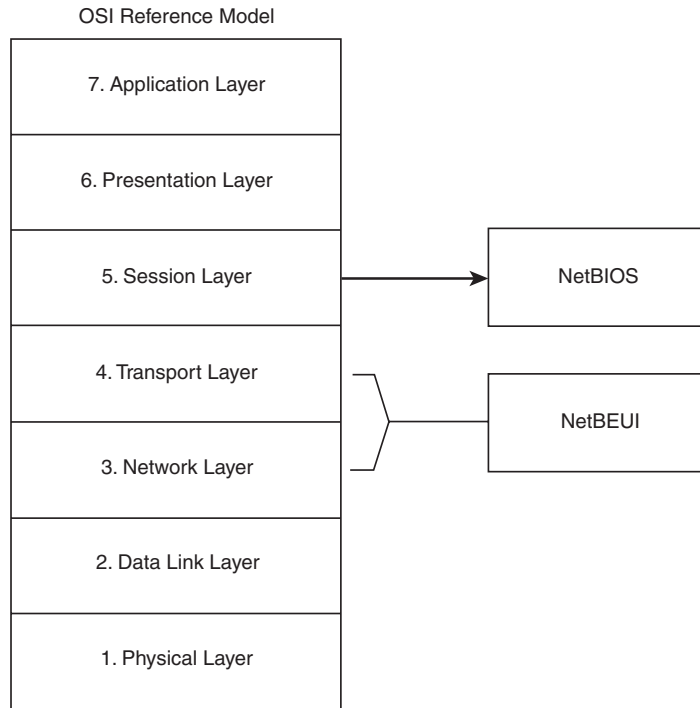 OSI Reference Model
7. Application Layer
6. Presentation Layer
5. Session Layer
NetBIOS
4. Transport Layer
NetBEUI
3. Network Layer
2. Data Link Layer
1. Physical Layer